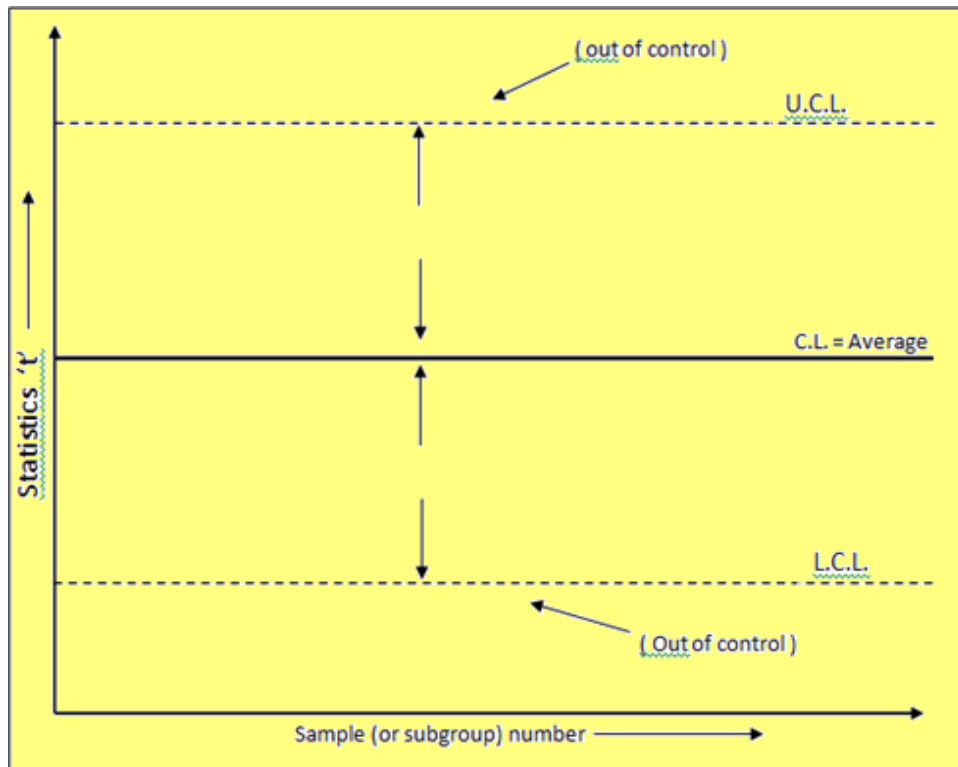 ( out of control )
U.C.L.
Statistics ‘t’
C.L. = Average
L.C.L.
( Out of control )
Sample (or subgroup) number